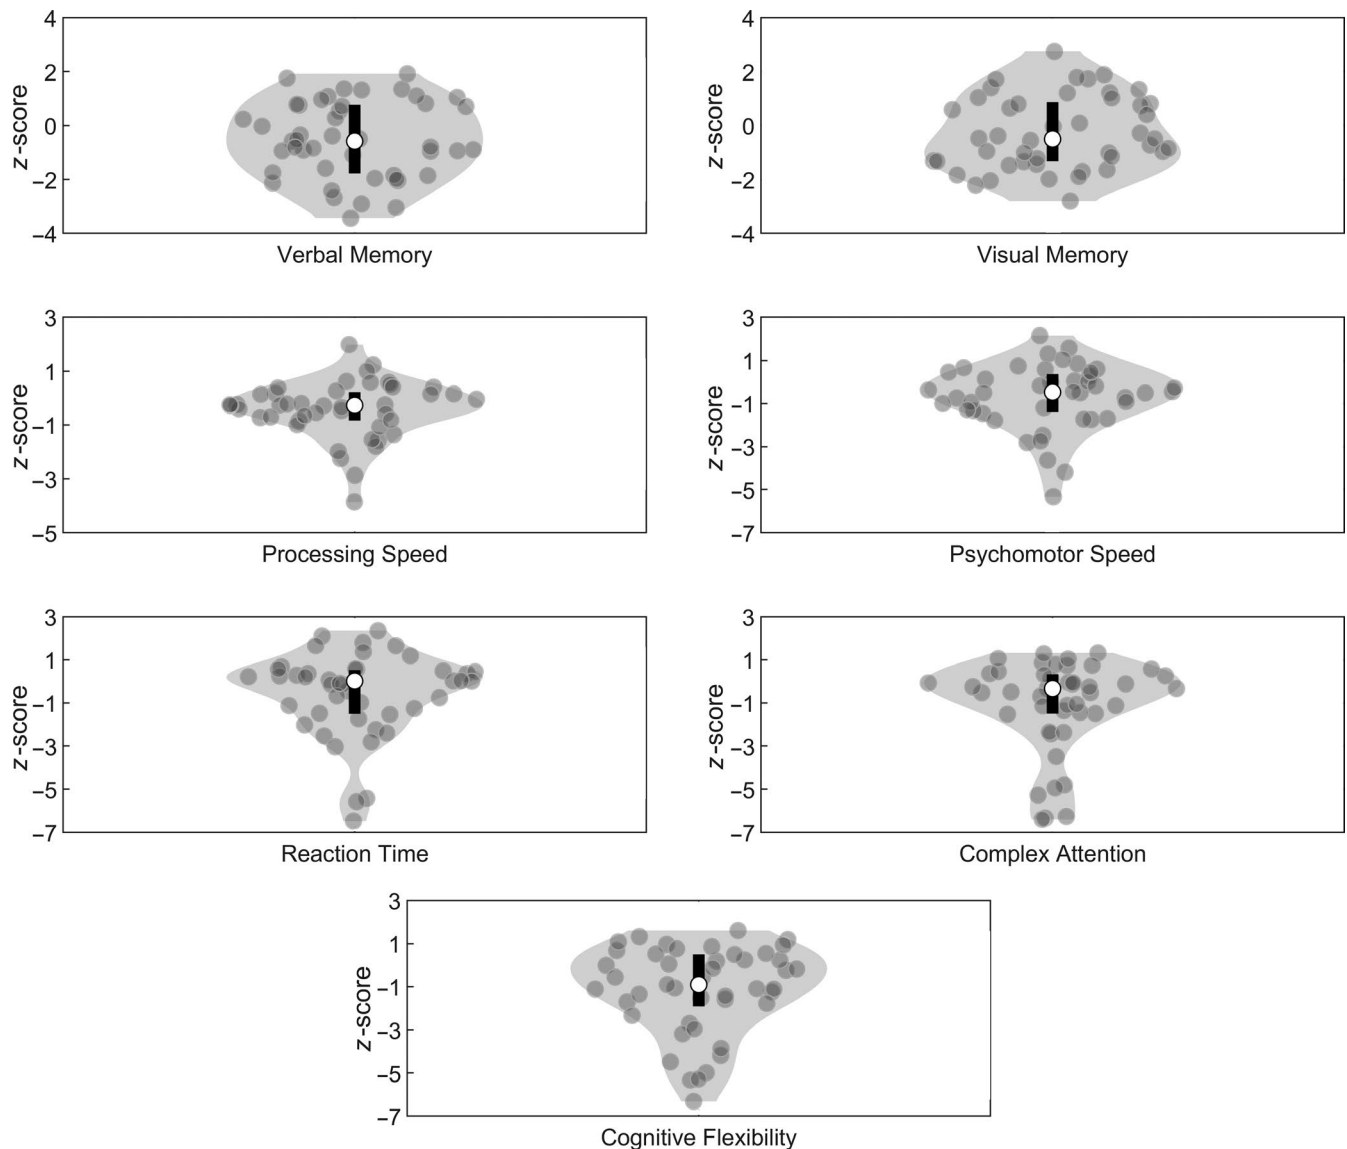 4
2
0
−2
−4
z-score
Verbal Memory
4
2
0
−2
−4
z-score
Visual Memory
3
1
−1
−3
−5
z-score
Processing Speed
3
1
−1
−3
−5
−7
z-score
Psychomotor Speed
3
1
−1
−3
−5
−7
z-score
Reaction Time
3
1
−1
−3
−5
−7
z-score
Complex Attention
3
1
−1
−3
−5
−7
z-score
Cognitive Flexibility